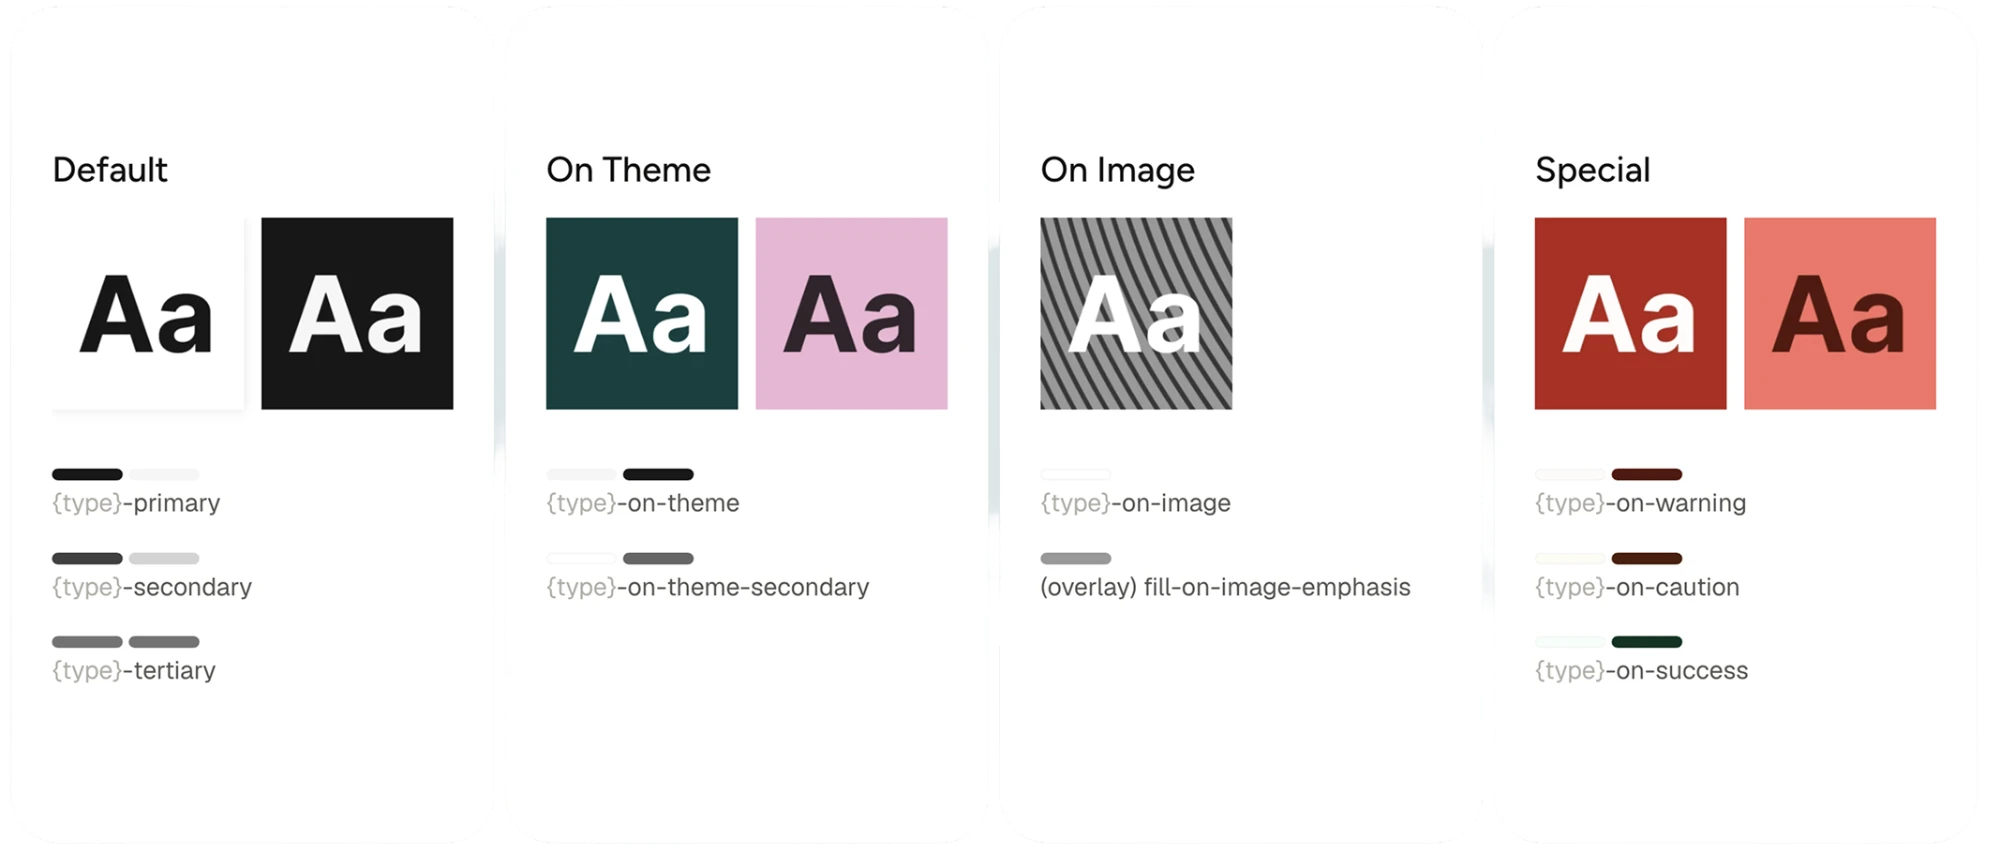 Default
Aa
Aa
{type}-primary
{type}-secondary
{type}-tertiary
On Theme
Aa
Aa
{type}-on-theme
{type}-on-theme-secondary
On Image
Aa
{type}-on-image
(overlay) fill-on-image-emphasis
Special
Aa
Aa
{type}-on-warning
{type}-on-caution
{type}-on-success